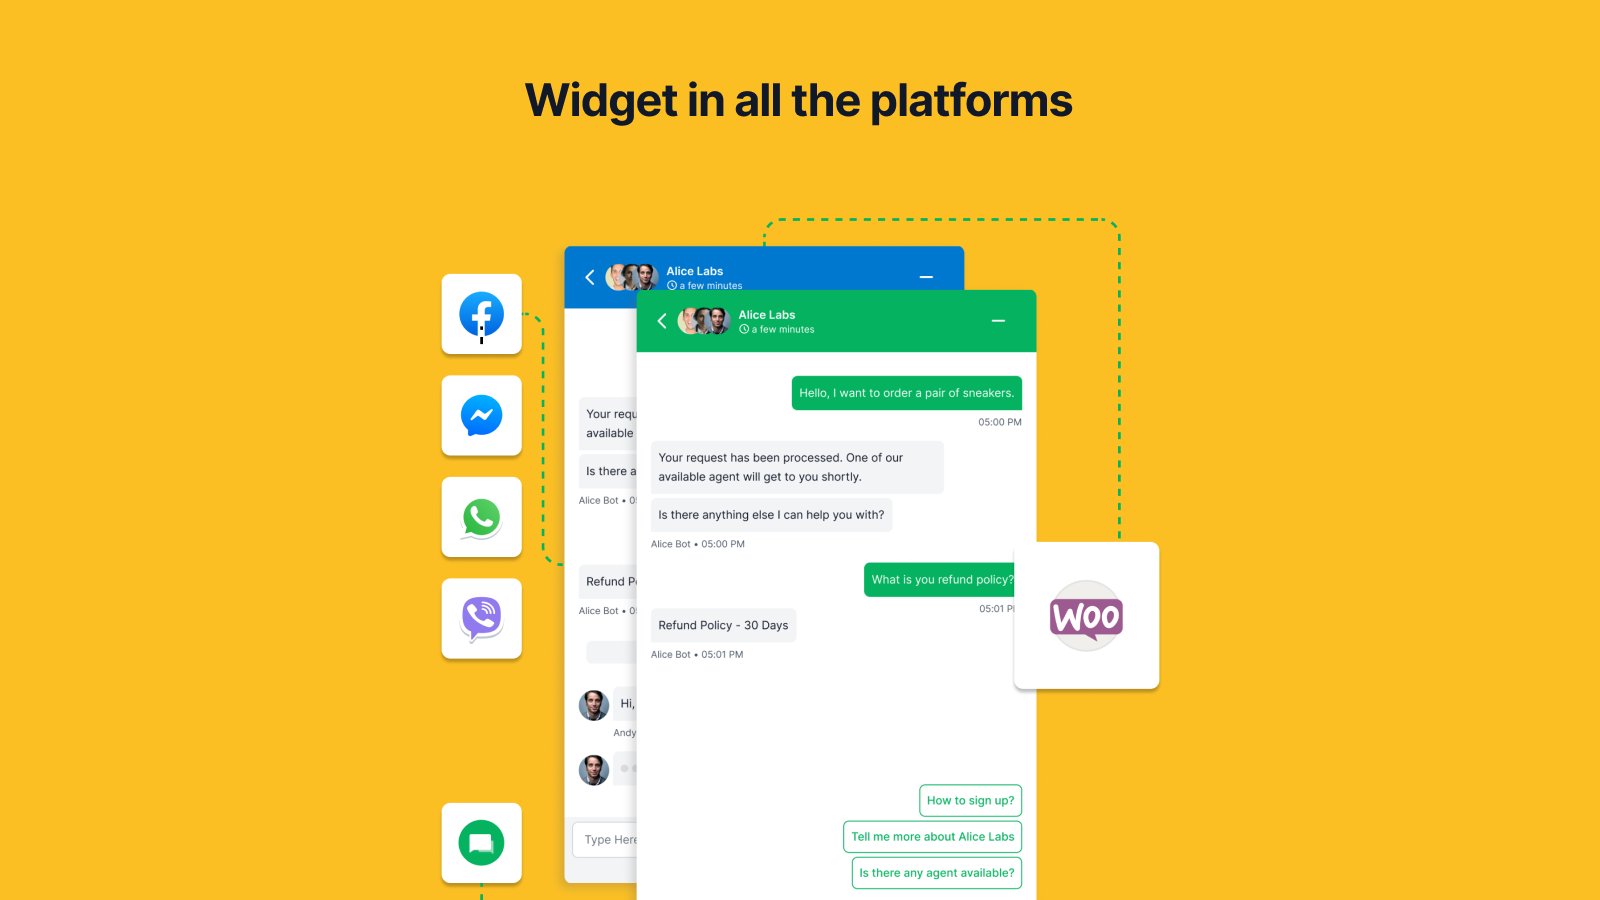 Widget in all the platforms
Alice Labs
a few minutes
Your requ
available
Is there a
Alice Bot • 05
Refund Po
Alice Bot • 05
Hi,
Andy
Type Here
Alice Labs
a few minutes
Hello, I want to order a pair of sneakers.
05:00 PM
Your request has been processed. One of our
available agent will get to you shortly.
Is there anything else I can help you with?
Alice Bot • 05:00 PM
What is you refund policy?
05:01 P
Refund Policy - 30 Days
Alice Bot • 05:01 PM
WOO
How to sign up?
Tell me more about Alice Labs
Is there any agent available?